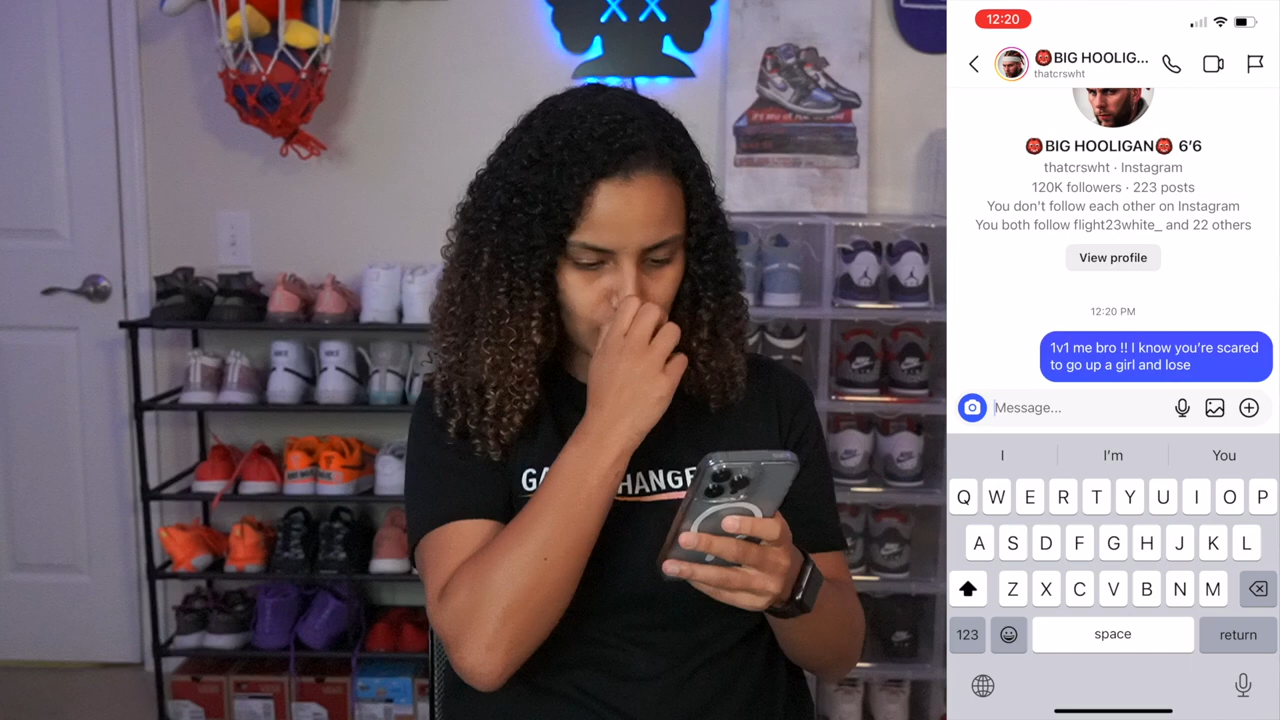 12:20
👹BIG HOOLIG...
thatcrswht
👹BIG HOOLIGAN👹 6'6
thatcrswht · Instagram
120K followers · 223 posts
You don't follow each other on Instagram
You both follow flight23white_ and 22 others
View profile
12:20 PM
1v1 me bro !! I know you're scared
to go up a girl and lose
Message...
I I'm You
Q W E R T Y U I O P
A S D F G H J K L
Z X C V B N M
123 space return